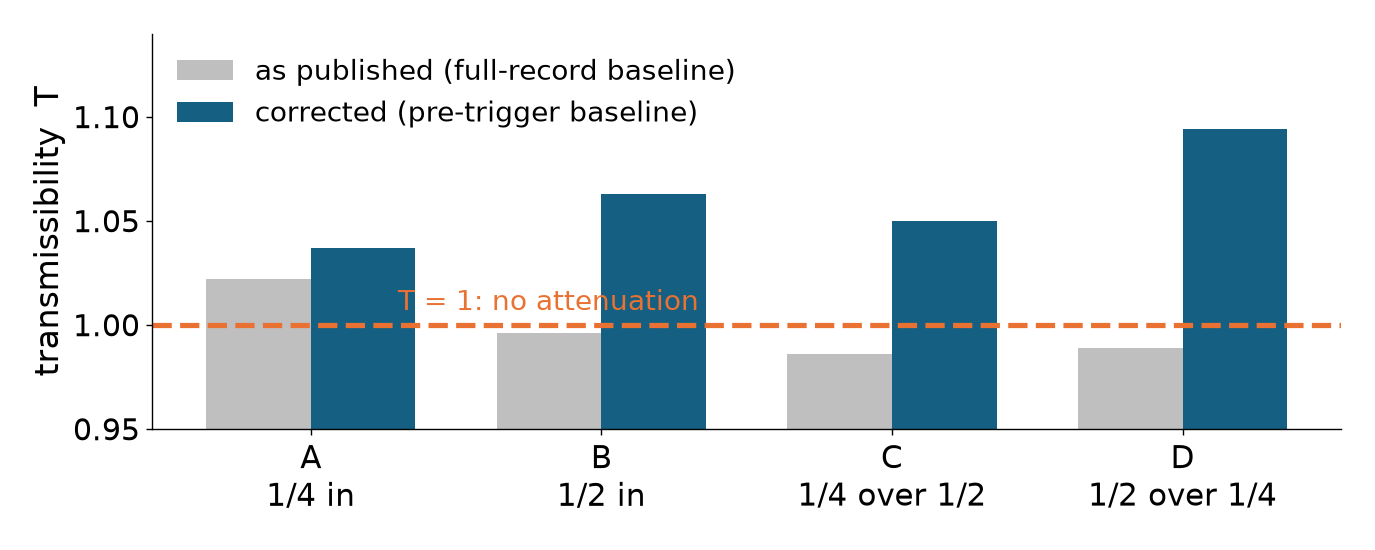 as published (full-record baseline)
corrected (pre-trigger baseline)
transmissibility T
1.10
1.05
1.00
0.95
T = 1: no attenuation
A
1/4 in
B
1/2 in
C
1/4 over 1/2
D
1/2 over 1/4